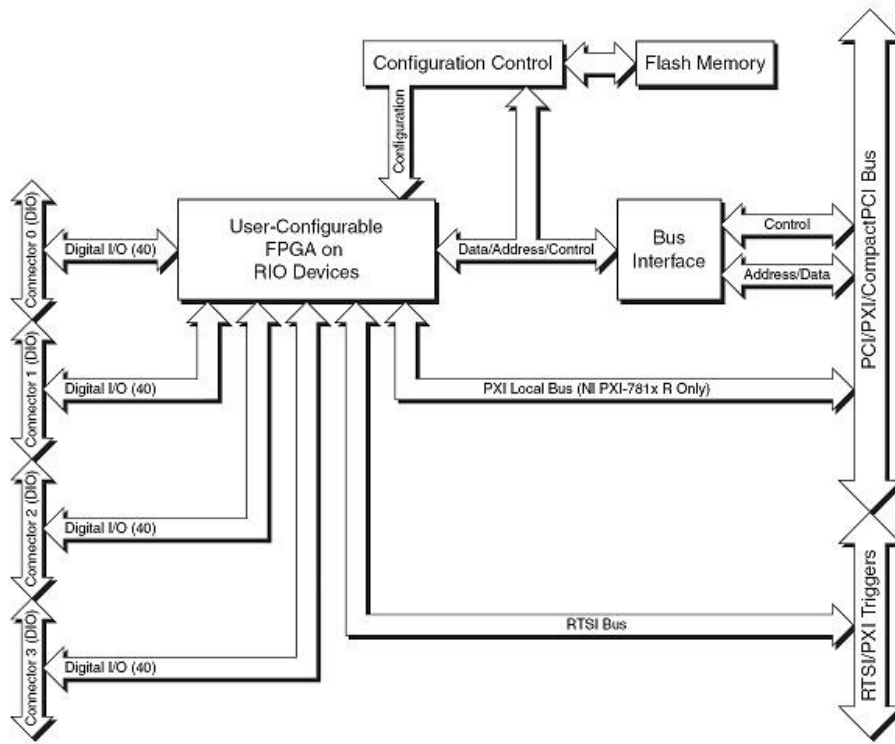 Configuration Control
Flash Memory
Configuration
User-Configurable
FPGA on
RIO Devices
Data/Address/Control
Bus
Interface
Control
Address/Data
PCI/PXI/CompactPCI Bus
Connector 0 (DIO)
Digital I/O (40)
Connector 1 (DIO)
Digital I/O (40)
PXI Local Bus (NI PXI-781x R Only)
Connector 2 (DIO)
Digital I/O (40)
Connector 3 (DIO)
Digital I/O (40)
RTSI Bus
RTSI/PXI Triggers